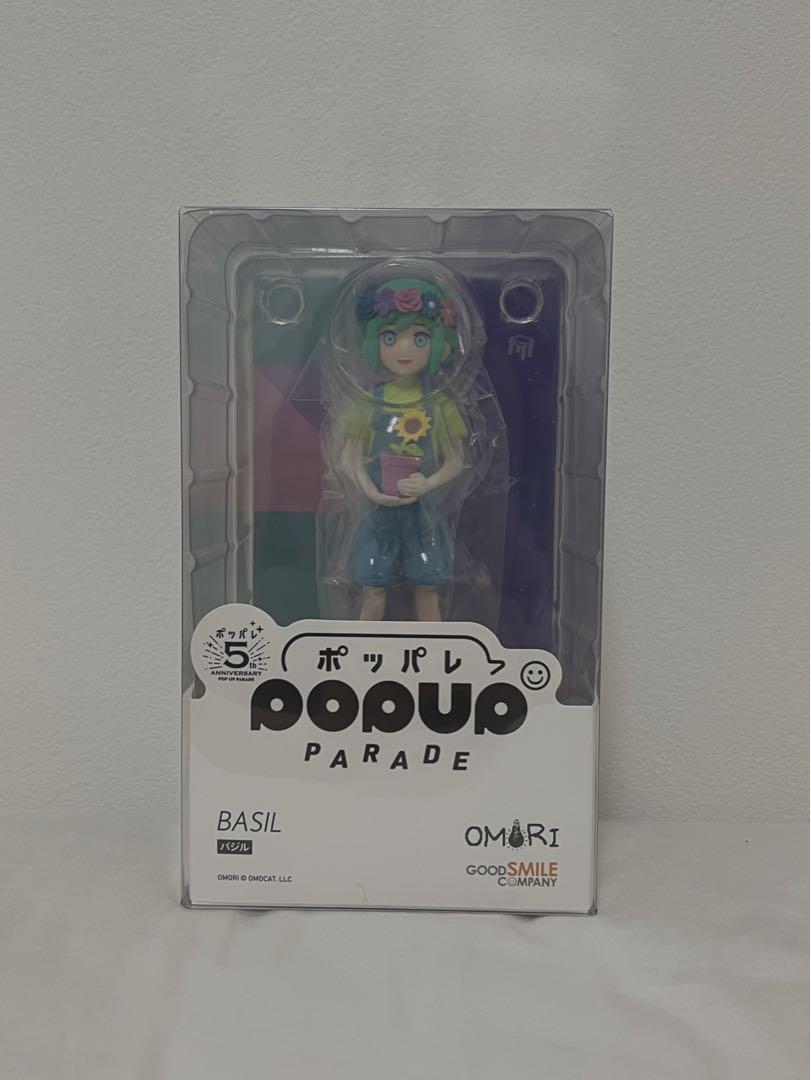 ポッパレ
5th
ANNIVERSARY
POP UP PARADE
ポッパレ
POPUP
PARADE
BASIL
バジル
OMORI © OMOCAT, LLC
OMORI
GOOD SMILE
COMPANY